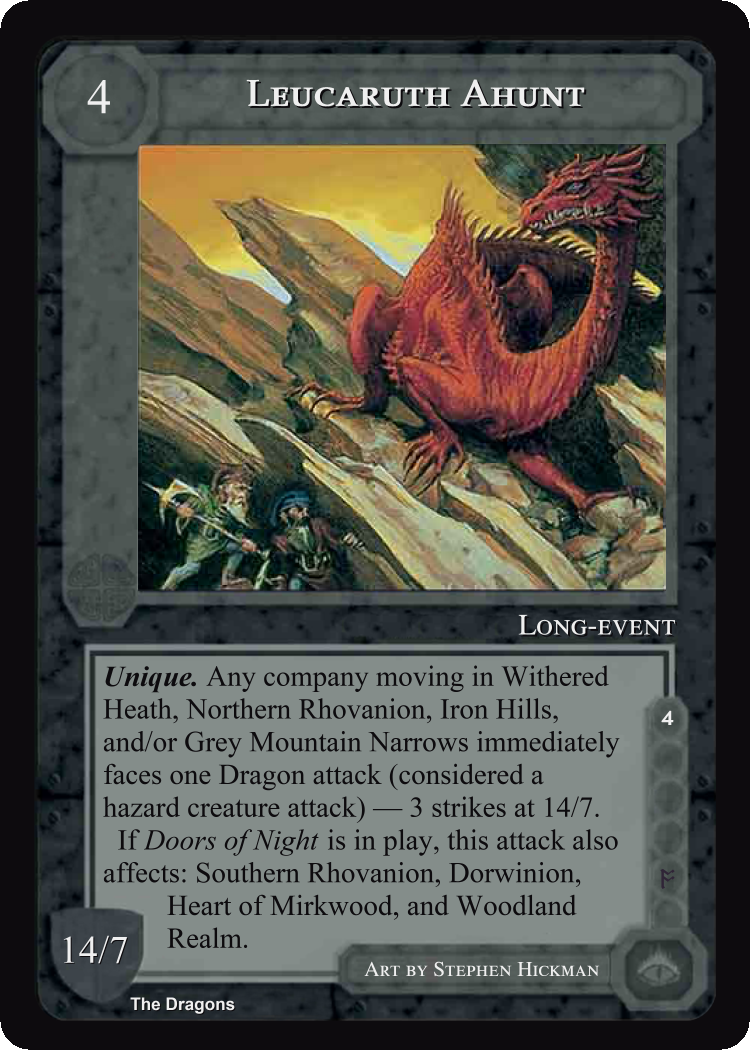 4
Leucaruth Ahunt
Long-event
Unique. Any company moving in Withered
Heath, Northern Rhovanion, Iron Hills,
and/or Grey Mountain Narrows immediately
faces one Dragon attack (considered a
hazard creature attack) — 3 strikes at 14/7.
If Doors of Night is in play, this attack also
affects: Southern Rhovanion, Dorwinion,
Heart of Mirkwood, and Woodland
Realm.
4
14/7
Art by Stephen Hickman
The Dragons